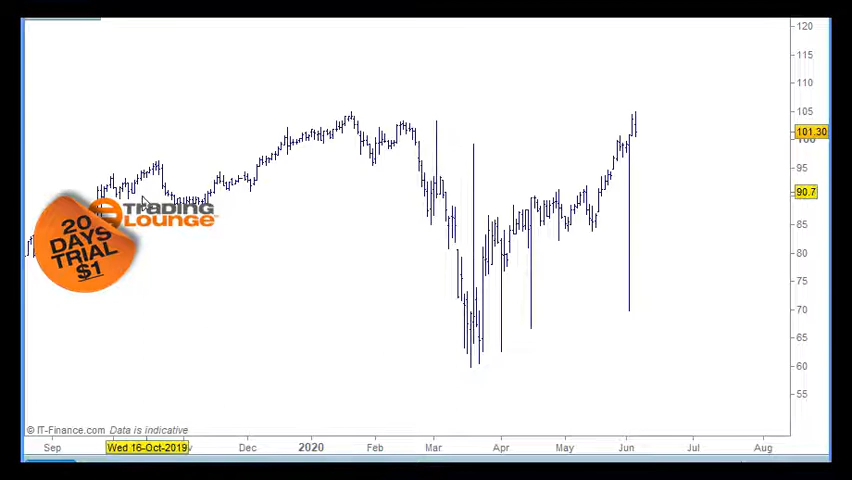 120
115
110
105
101.30
95
90.7
85
80
75
70
65
60
55
TRADING
LOUNGE
20
DAYS
TRIAL
$1
© IT-Finance.com Data is indicative
Sep
Wed 16-Oct-2019
Dec
2020
Feb
Mar
Apr
May
Jun
Jul
Aug